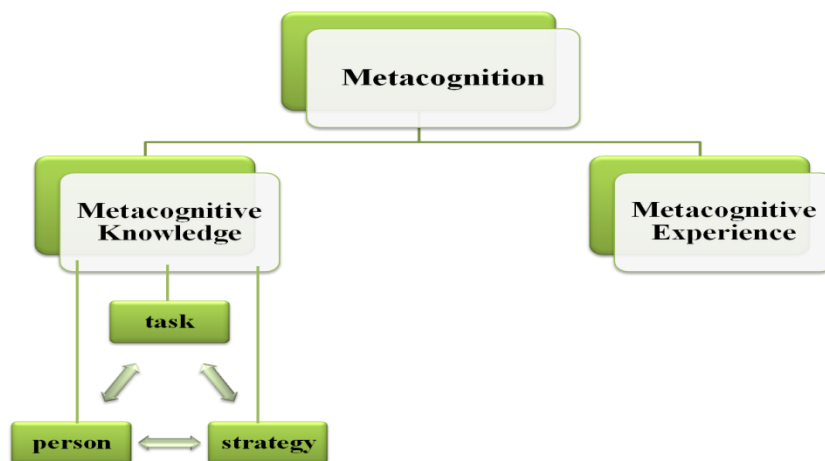 Metacognition
Metacognitive
Knowledge
Metacognitive
Experience
task
person
strategy